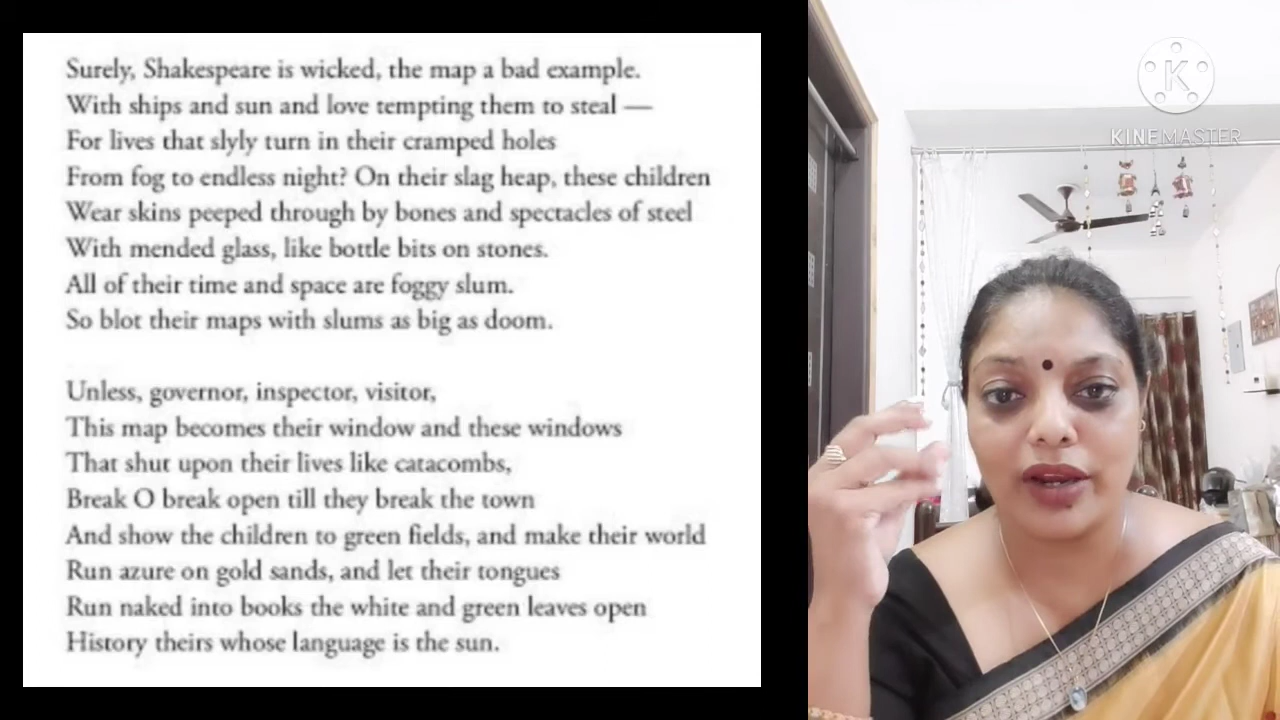 Surely, Shakespeare is wicked, the map a bad example.
With ships and sun and love tempting them to steal —
For lives that slyly turn in their cramped holes
From fog to endless night? On their slag heap, these children
Wear skins peeped through by bones and spectacles of steel
With mended glass, like bottle bits on stones.
All of their time and space are foggy slum.
So blot their maps with slums as big as doom.

Unless, governor, inspector, visitor,
This map becomes their window and these windows
That shut upon their lives like catacombs,
Break O break open till they break the town
And show the children to green fields, and make their world
Run azure on gold sands, and let their tongues
Run naked into books the white and green leaves open
History theirs whose language is the sun.
K
KINEMASTER